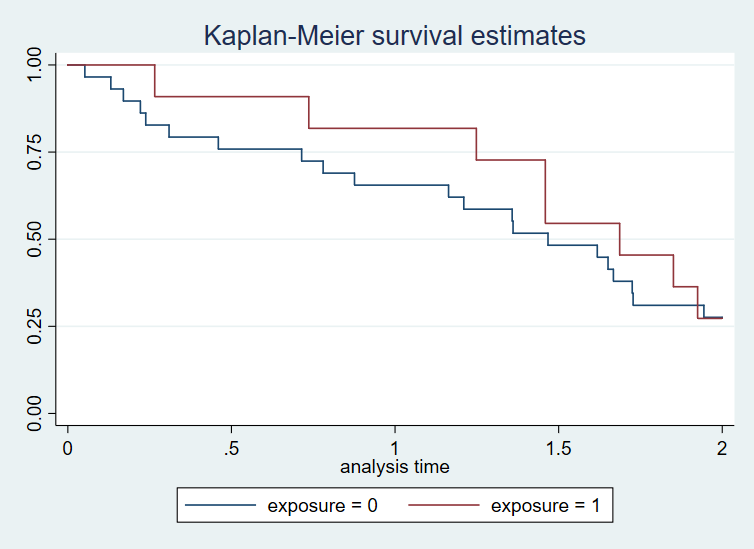 Kaplan-Meier survival estimates
1.00
0.75
0.50
0.25
0.00
0 .5 1 1.5 2
analysis time
exposure = 0 exposure = 1